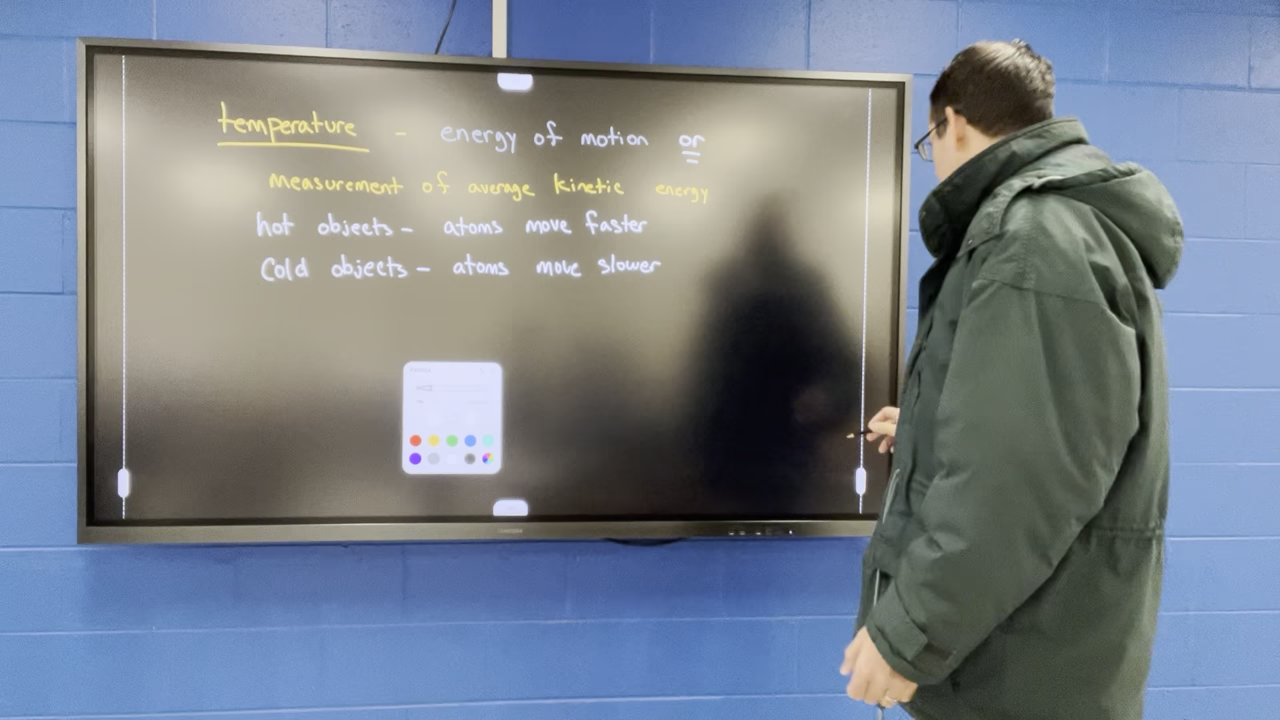 temperature - energy of motion or
measurement of average kinetic energy
hot objects - atoms move faster
Cold objects - atoms move slower